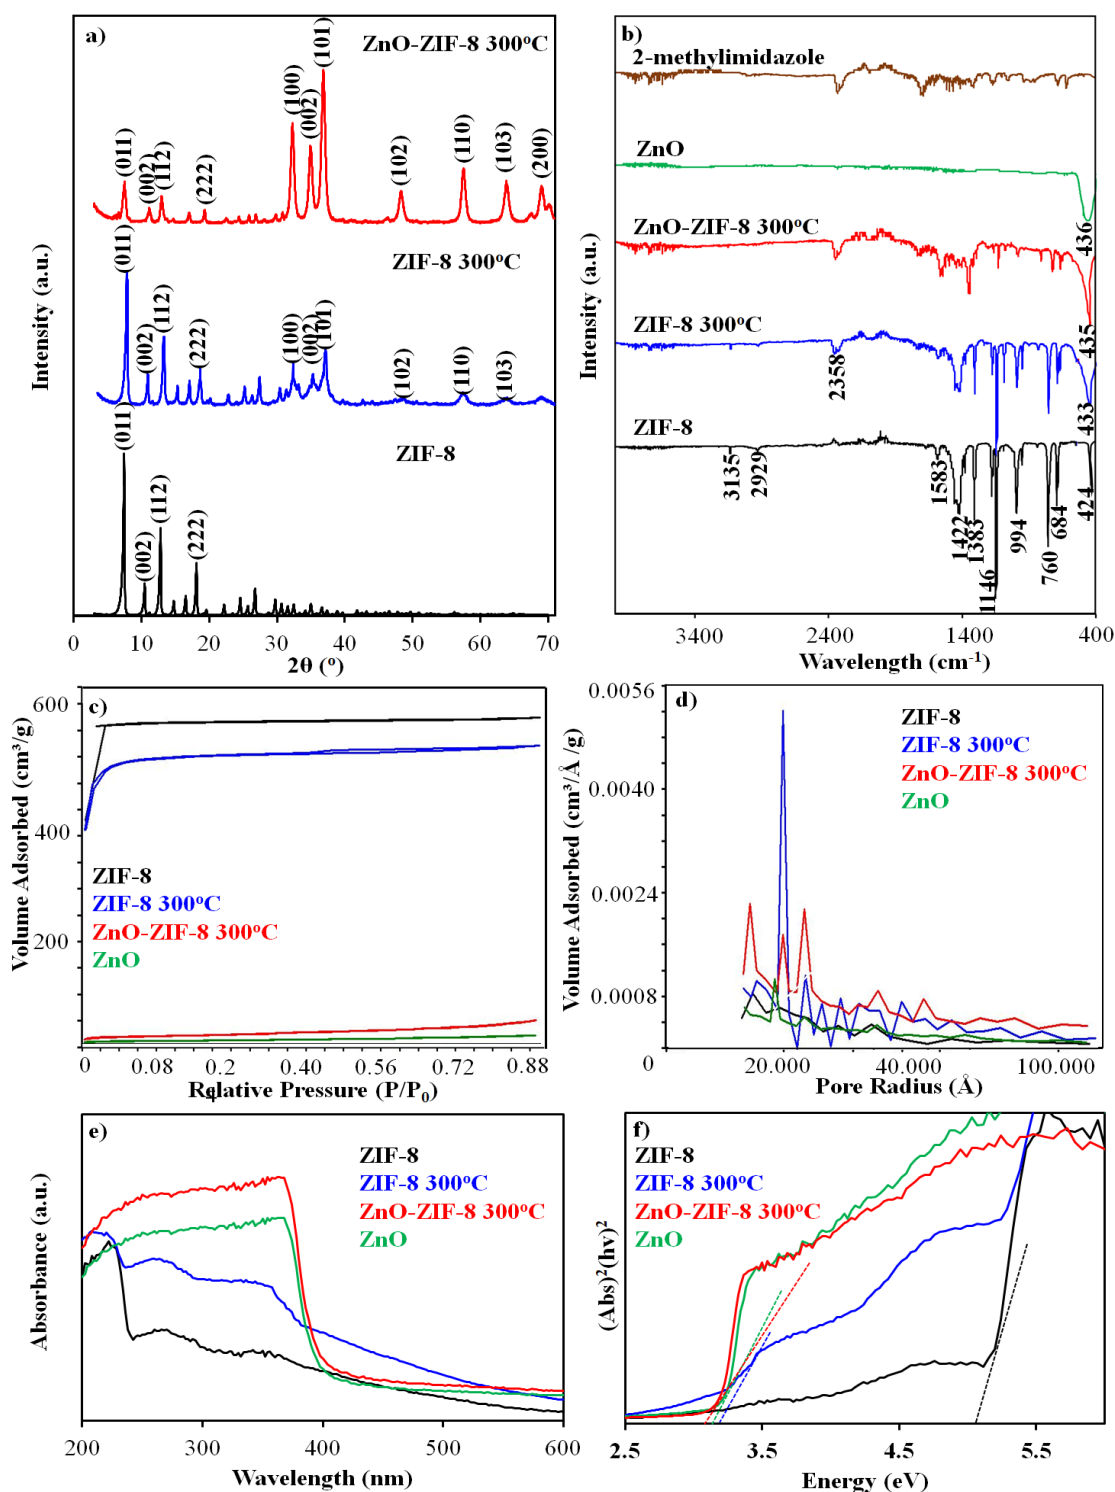 a)
ZnO-ZIF-8 300°C
(011)
(002)
(112)
(222)
(100)
(002)
(101)
(102)
(110)
(103)
(200)
ZIF-8 300°C
(011)
(002)
(112)
(222)
(100)
(002)
(101)
(102)
(110)
(103)
ZIF-8
(011)
(002)
(112)
(222)
Intensity (a.u.)
0 10 20 30 40 50 60 70
2θ (°)
b)
2-methylimidazole
ZnO
436
ZnO-ZIF-8 300°C
435
ZIF-8 300°C
2358
433
ZIF-8
3135
2929
1583
1422
1383
1146
994
760
684
424
Intensity (a.u.)
3400 2400 1400 400
Wavelength (cm⁻¹)
c)
600
400
200
0
ZIF-8
ZIF-8 300°C
ZnO-ZIF-8 300°C
ZnO
Volume Adsorbed (cm³/g)
0 0.08 0.2 0.40 0.56 0.72 0.88
Relative Pressure (P/P₀)
d)
0.0056
0.0040
0.0024
0.0008
ZIF-8
ZIF-8 300°C
ZnO-ZIF-8 300°C
ZnO
Volume Adsorbed (cm³/Å /g)
0 20.000 40.000 100.000
Pore Radius (Å)
e)
ZIF-8
ZIF-8 300°C
ZnO-ZIF-8 300°C
ZnO
Absorbance (a.u.)
200 300 400 500 600
Wavelength (nm)
f)
ZIF-8
ZIF-8 300°C
ZnO-ZIF-8 300°C
ZnO
(Abs)²(hv)²
2.5 3.5 4.5 5.5
Energy (eV)